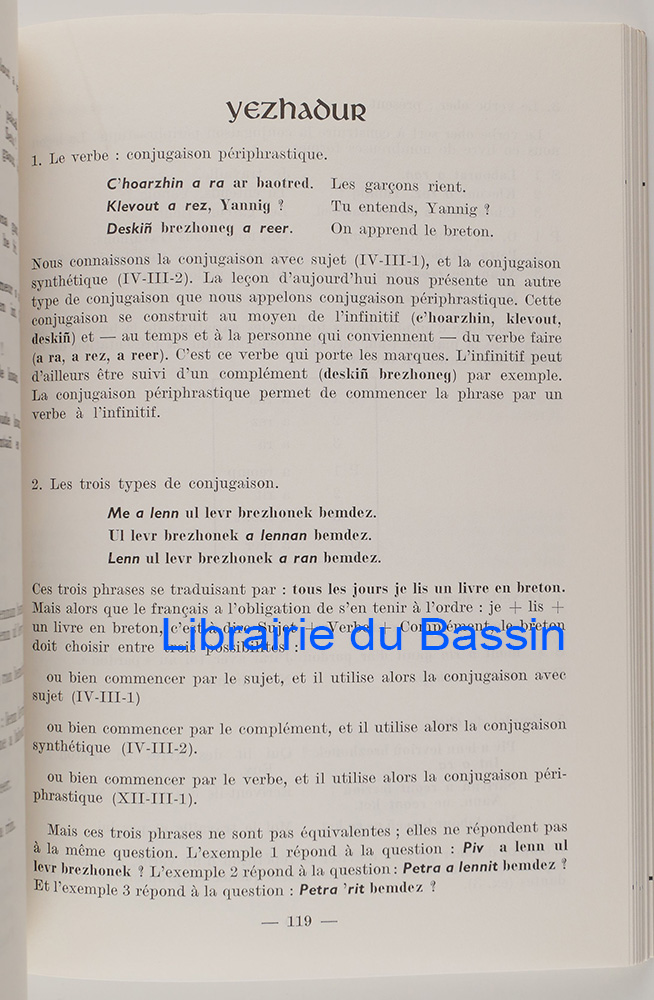 YEZHADUR
1. Le verbe : conjugaison périphrastique.
C'hoarzhin a ra ar baotred. Les garçons rient.
Klevout a rez, Yannig ? Tu entends, Yannig ?
Deskiñ brezhoneg a reer. On apprend le breton.
Nous connaissons la conjugaison avec sujet (IV-III-1), et la conjugaison
synthétique (IV-III-2). La leçon d'aujourd'hui nous présente un autre
type de conjugaison que nous appelons conjugaison périphrastique. Cette
conjugaison se construit au moyen de l'infinitif (c'hoarzhin, klevout,
deskiñ) et — au temps et à la personne qui conviennent — du verbe faire
(a ra, a rez, a reer). C'est ce verbe qui porte les marques. L'infinitif peut
d'ailleurs être suivi d'un complément (deskiñ brezhoneg) par exemple.
La conjugaison périphrastique permet de commencer la phrase par un
verbe à l'infinitif.
2. Les trois types de conjugaison.
Me a lenn ul levr brezhonek bemdez.
Ul levr brezhonek a lennan bemdez.
Lenn ul levr brezhonek a ran bemdez.
Ces trois phrases se traduisant par : tous les jours je lis un livre en breton.
Mais alors que le français a l'obligation de s'en tenir à l'ordre : je + lis +
un livre en breton, c'est à dire Sujet + Verbe + Complément, le breton
doit choisir entre trois possibilités :
Librairie du Bassin
ou bien commencer par le sujet, et il utilise alors la conjugaison avec
sujet (IV-III-1)
ou bien commencer par le complément, et il utilise alors la conjugaison
synthétique (IV-III-2).
ou bien commencer par le verbe, et il utilise alors la conjugaison péri-
phrastique (XII-III-1).
Mais ces trois phrases ne sont pas équivalentes ; elles ne répondent pas
à la même question. L'exemple 1 répond à la question : Piv a lenn ul
levr brezhonek ? L'exemple 2 répond à la question : Petra a lennit bemdez ?
Et l'exemple 3 répond à la question : Petra 'rit bemdez ?
— 119 —